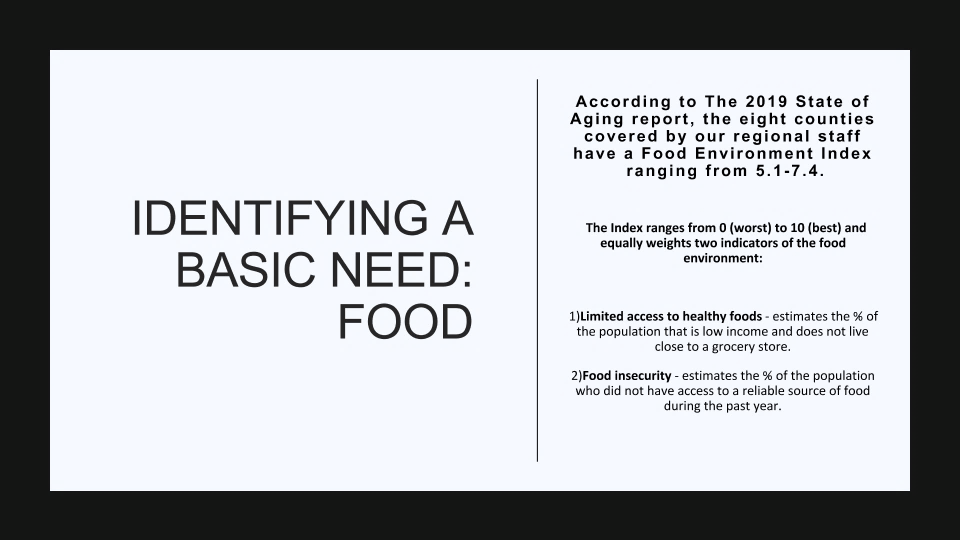 IDENTIFYING A
BASIC NEED:
FOOD
According to The 2019 State of
Aging report, the eight counties
covered by our regional staff
have a Food Environment Index
ranging from 5.1-7.4.
The Index ranges from 0 (worst) to 10 (best) and
equally weights two indicators of the food
environment:
1)Limited access to healthy foods - estimates the % of
the population that is low income and does not live
close to a grocery store.
2)Food insecurity - estimates the % of the population
who did not have access to a reliable source of food
during the past year.